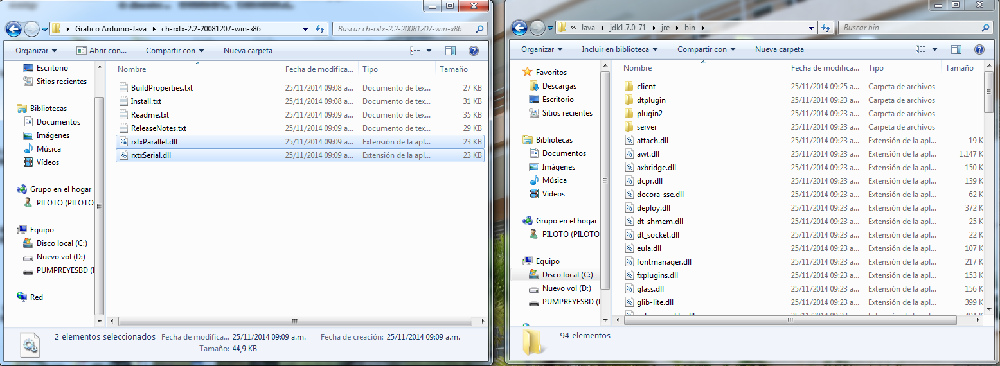 Grafico Arduino-Java ch-rxtx-2.2-20081207-win-x86
Buscar ch-rxtx-2.2-20081207-win-x86
Organizar Abrir con... Compartir con Nueva carpeta
Escritorio
Sitios recientes
Bibliotecas
Documentos
Imágenes
Música
Vídeos
Grupo en el hogar
PILOTO (PILOTO
Equipo
Disco local (C:)
Nuevo vol (D:)
PUMPREYESBD (
Red
Nombre Fecha de modifica... Tipo Tamaño
BuildProperties.txt 25/11/2014 09:08 a... Documento de tex... 27 KB
Install.txt 25/11/2014 09:08 a... Documento de tex... 31 KB
Readme.txt 25/11/2014 09:09 a... Documento de tex... 35 KB
ReleaseNotes.txt 25/11/2014 09:09 a... Documento de tex... 29 KB
rxtxParallel.dll 25/11/2014 09:09 a... Extensión de la apl... 23 KB
rxtxSerial.dll 25/11/2014 09:09 a... Extensión de la apl... 23 KB
2 elementos seleccionados Fecha de modifica... 25/11/2014 09:09 a.m. Fecha de creación: 25/11/2014 09:09 a.m.
Tamaño: 44,9 KB
« Java jdk1.7.0_71 jre bin
Buscar bin
Organizar Incluir en biblioteca Compartir con Nueva carpeta
Favoritos
Descargas
Escritorio
Sitios recientes
Bibliotecas
Documentos
Imágenes
Música
Vídeos
Grupo en el hogar
PILOTO (PILOTO
Equipo
Disco local (C:)
Nuevo vol (D:)
PUMPREYESBD (
Nombre Fecha de modifica... Tipo Tamaño
client 25/11/2014 09:25 a... Carpeta de archivos
dtplugin 25/11/2014 09:23 a... Carpeta de archivos
plugin2 25/11/2014 09:23 a... Carpeta de archivos
server 25/11/2014 09:23 a... Carpeta de archivos
attach.dll 25/11/2014 09:23 a... Extensión de la apl... 19 K
awt.dll 25/11/2014 09:23 a... Extensión de la apl... 1.147 K
axbridge.dll 25/11/2014 09:23 a... Extensión de la apl... 150 K
dcpr.dll 25/11/2014 09:23 a... Extensión de la apl... 139 K
decora-sse.dll 25/11/2014 09:23 a... Extensión de la apl... 62 K
deploy.dll 25/11/2014 09:23 a... Extensión de la apl... 372 K
dt_shmem.dll 25/11/2014 09:23 a... Extensión de la apl... 25 K
dt_socket.dll 25/11/2014 09:23 a... Extensión de la apl... 22 K
eula.dll 25/11/2014 09:23 a... Extensión de la apl... 107 K
fontmanager.dll 25/11/2014 09:23 a... Extensión de la apl... 217 K
fxplugins.dll 25/11/2014 09:23 a... Extensión de la apl... 153 K
glass.dll 25/11/2014 09:23 a... Extensión de la apl... 156 K
glib-lite.dll 25/11/2014 09:23 a... Extensión de la apl... 399 K
94 elementos